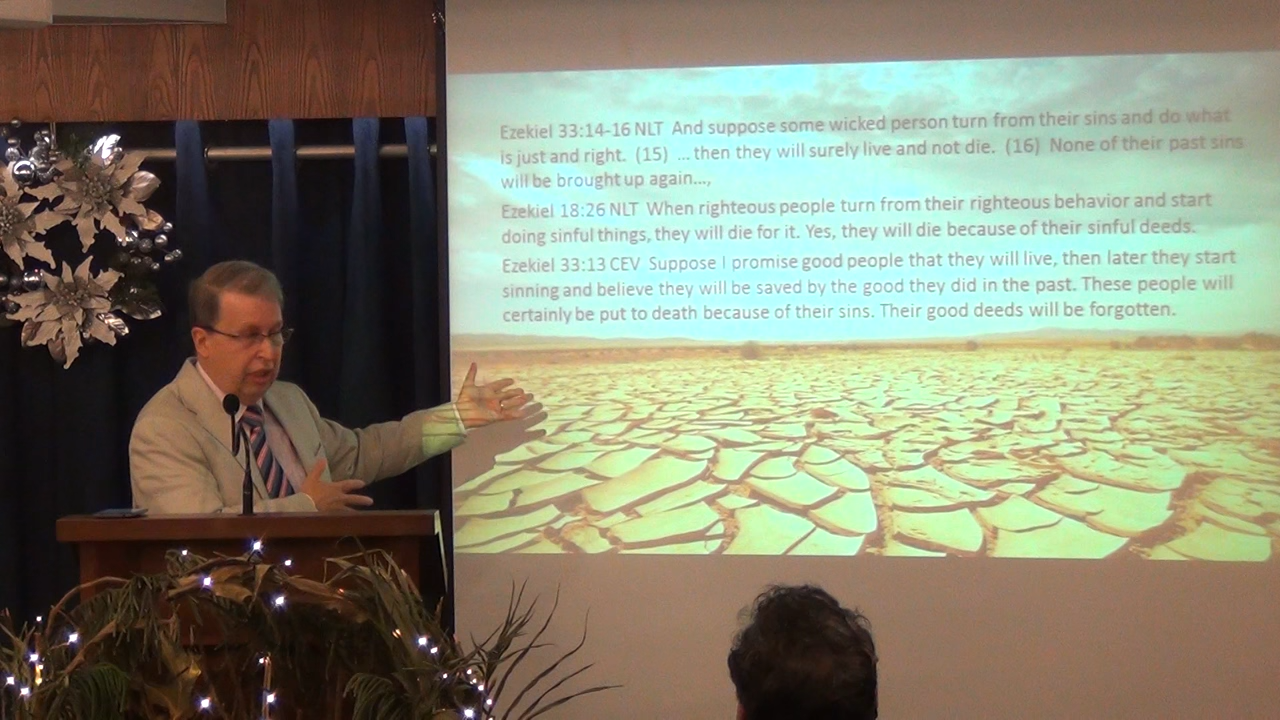 Ezekiel 33:14-16 NLT And suppose some wicked person turn from their sins and do what
is just and right. (15) ... then they will surely live and not die. (16) None of their past sins
will be brought up again...,
Ezekiel 18:26 NLT When righteous people turn from their righteous behavior and start
doing sinful things, they will die for it. Yes, they will die because of their sinful deeds.
Ezekiel 33:13 CEV Suppose I promise good people that they will live, then later they start
sinning and believe they will be saved by the good they did in the past. These people will
certainly be put to death because of their sins. Their good deeds will be forgotten.